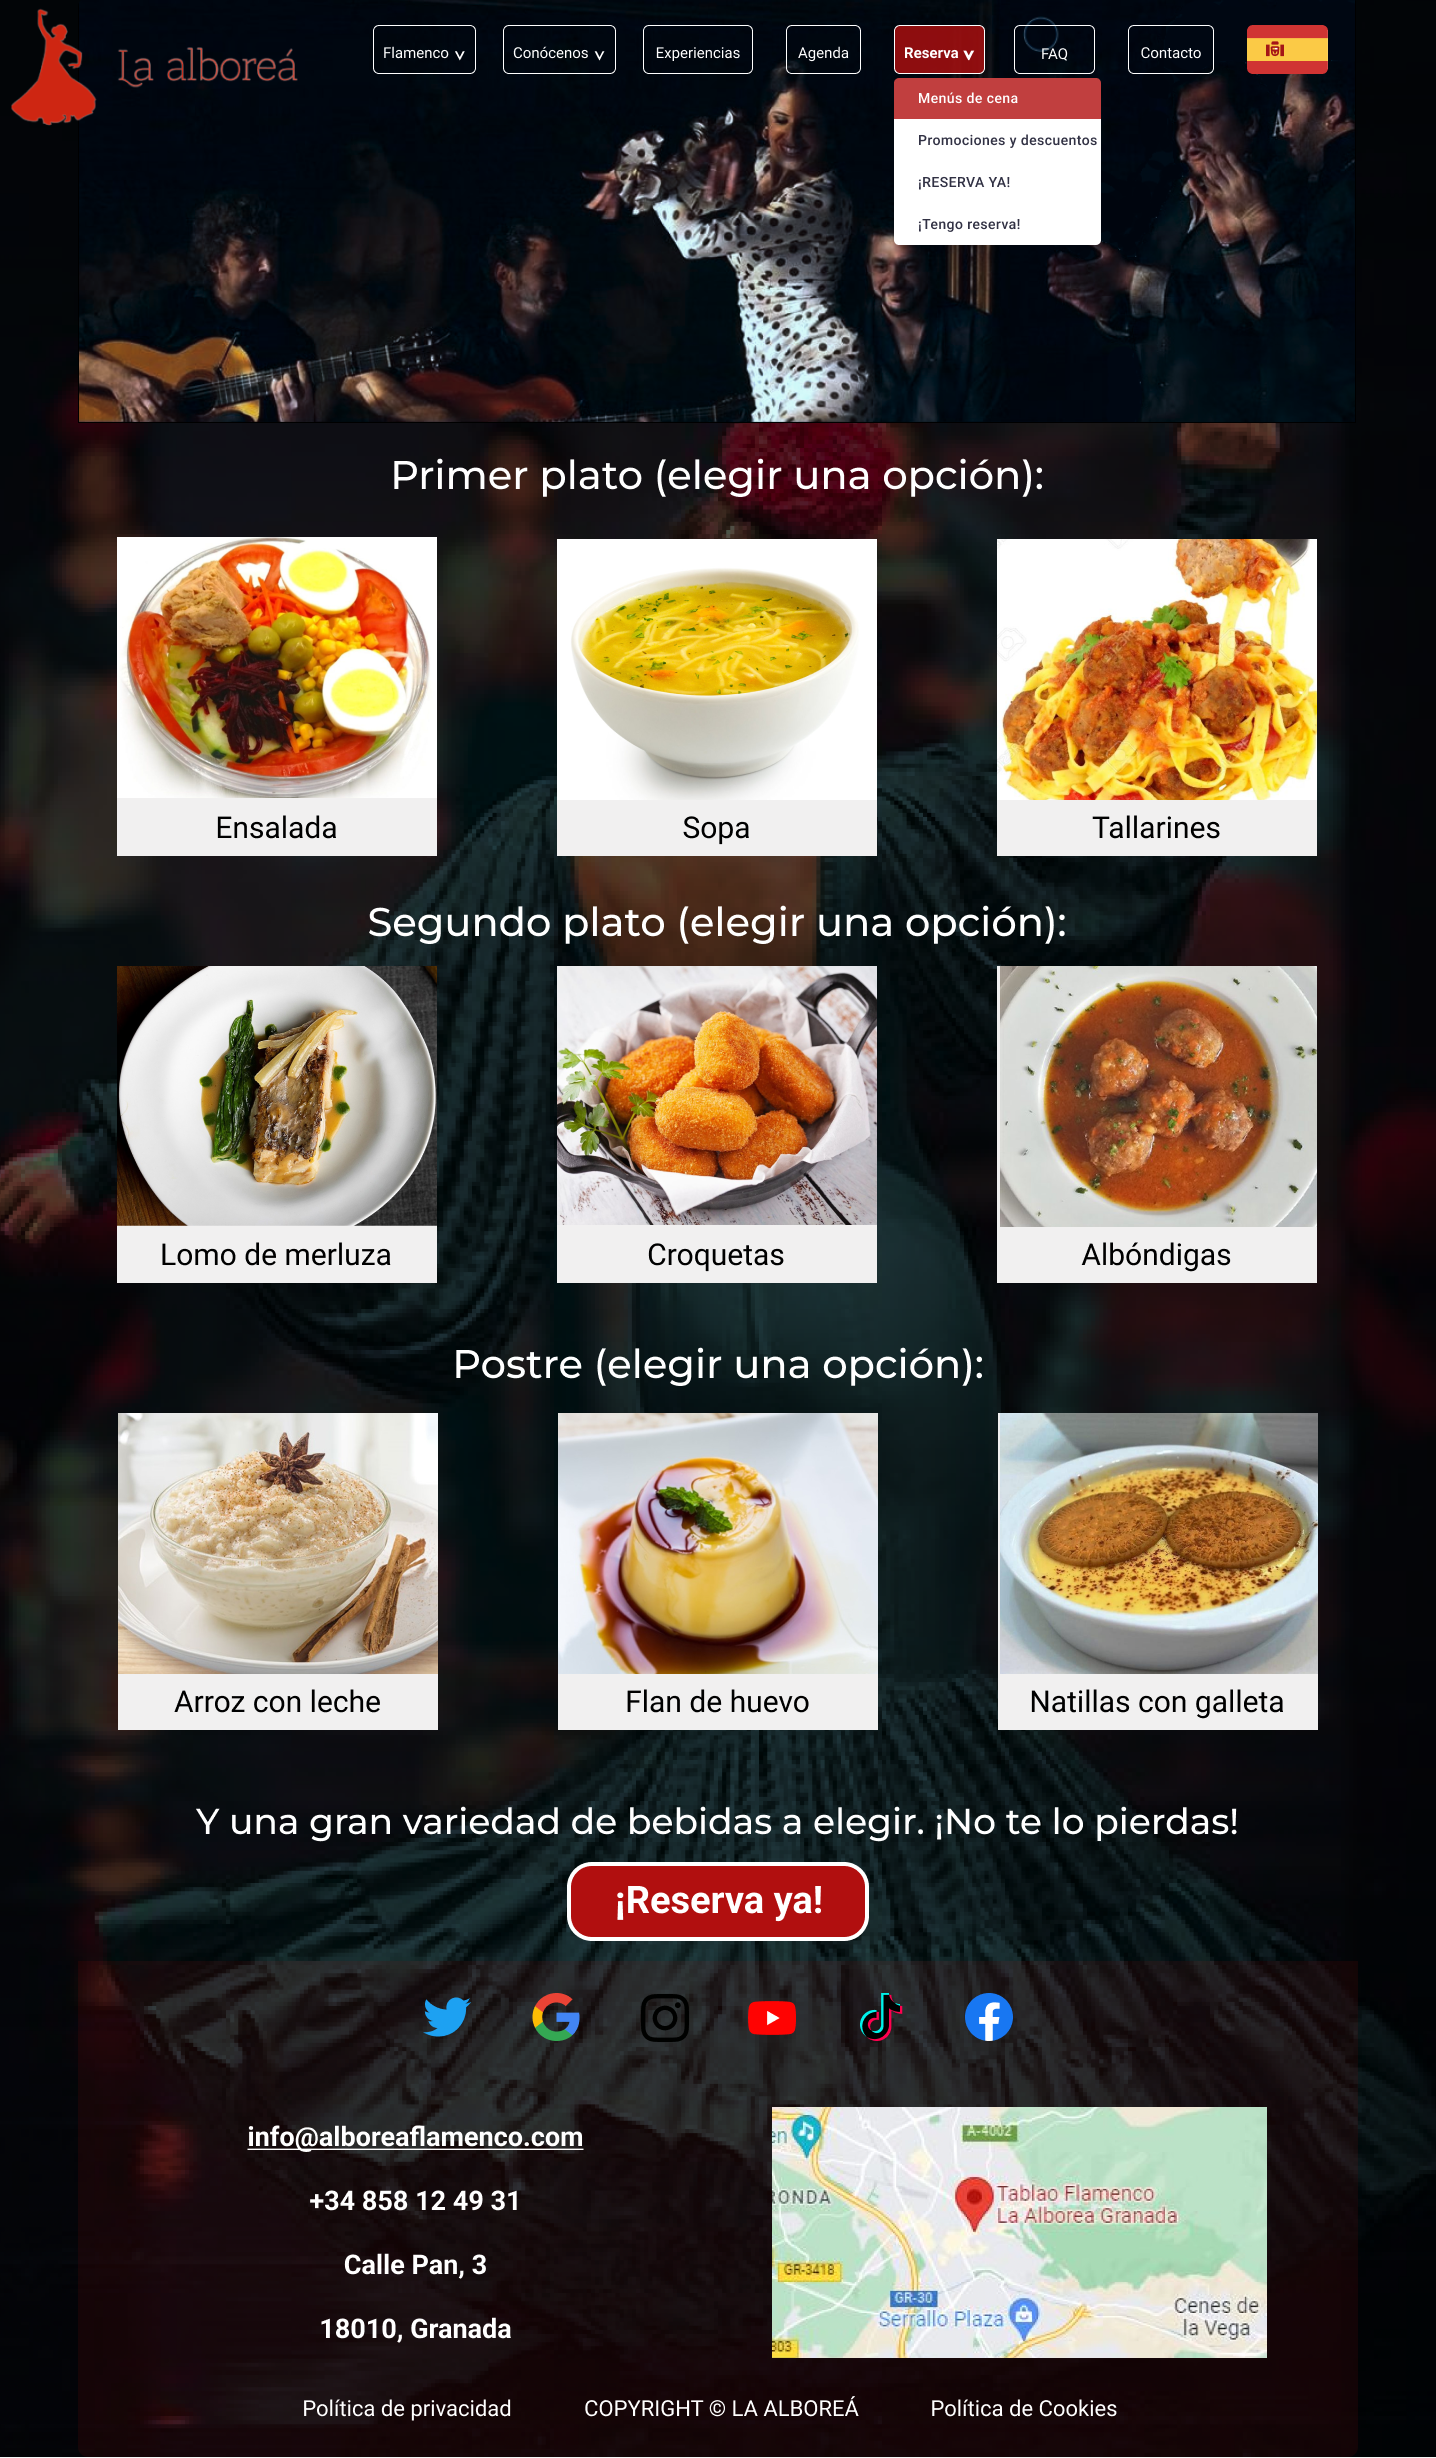 La alboreá
Flamenco
Conócenos
Experiencias
Agenda
Reserva
FAQ
Contacto
Menús de cena
Promociones y descuentos
¡RESERVA YA!
¡Tengo reserva!
Primer plato (elegir una opción):
Ensalada
Sopa
Tallarines
Segundo plato (elegir una opción):
Lomo de merluza
Croquetas
Albóndigas
Postre (elegir una opción):
Arroz con leche
Flan de huevo
Natillas con galleta
Y una gran variedad de bebidas a elegir. ¡No te lo pierdas!
¡Reserva ya!
info@alboreaflamenco.com
+34 858 12 49 31
Calle Pan, 3
18010, Granada
en
A-4002
RONDA
Tablao Flamenco
La Alborea Granada
GR-3418
GR-30
Serrallo Plaza
Cenes de
la Vega
303
Política de privacidad
COPYRIGHT © LA ALBOREÁ
Política de Cookies